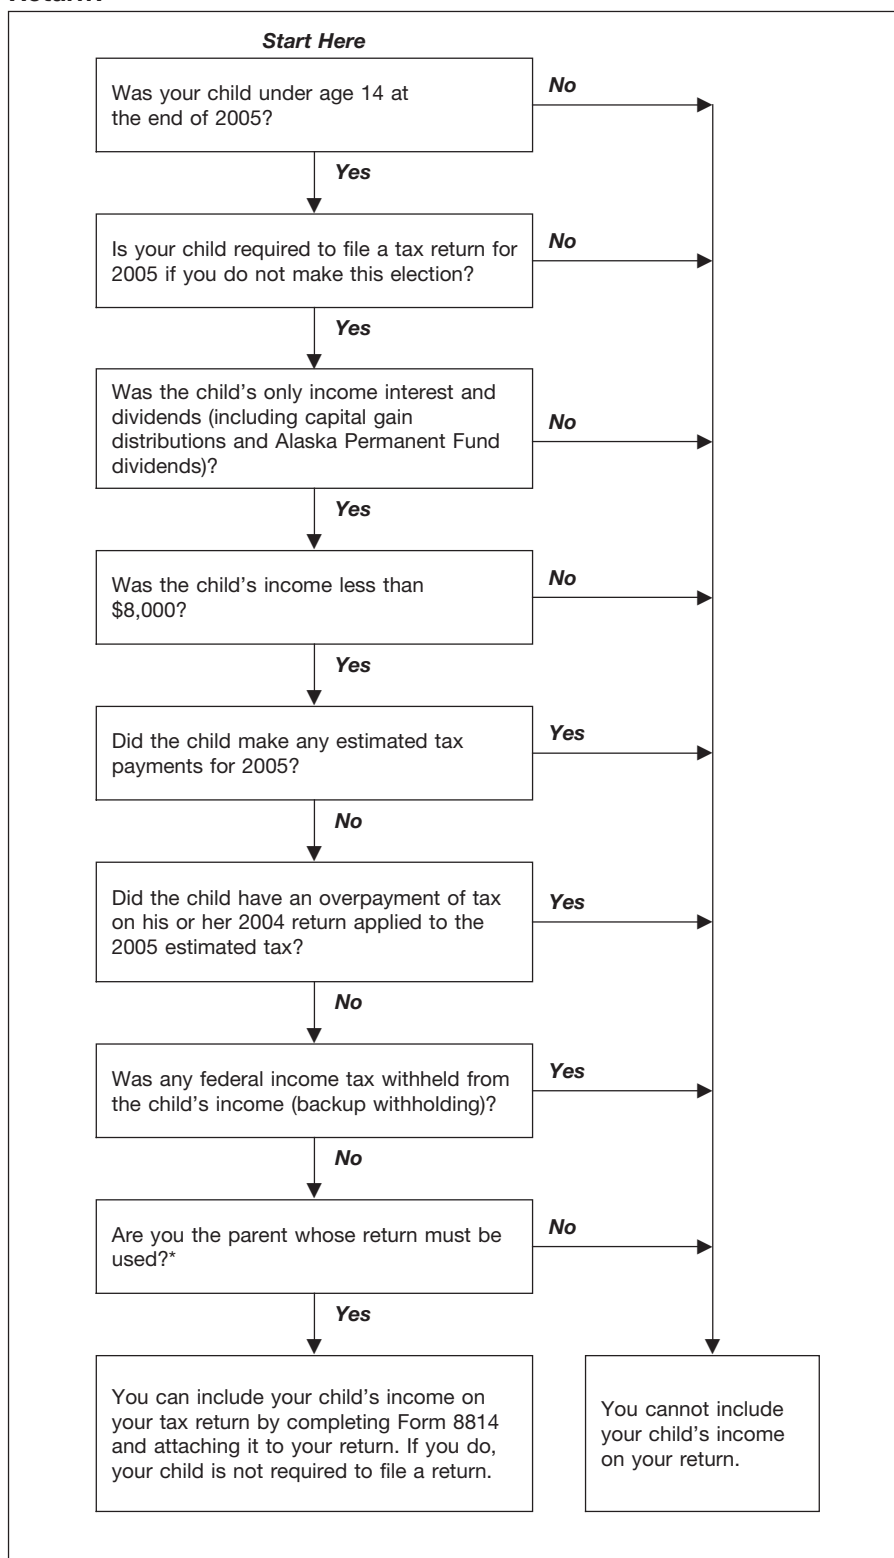 Start Here
Was your child under age 14 at
the end of 2005?
No
Yes
Is your child required to file a tax return for
2005 if you do not make this election?
No
Yes
Was the child's only income interest and
dividends (including capital gain
distributions and Alaska Permanent Fund
dividends)?
No
Yes
Was the child's income less than
$8,000?
No
Yes
Did the child make any estimated tax
payments for 2005?
Yes
No
Did the child have an overpayment of tax
on his or her 2004 return applied to the
2005 estimated tax?
Yes
No
Was any federal income tax withheld from
the child's income (backup withholding)?
Yes
No
Are you the parent whose return must be
used?*
No
Yes
You can include your child's income on
your tax return by completing Form 8814
and attaching it to your return. If you do,
your child is not required to file a return.
You cannot include
your child's income
on your return.